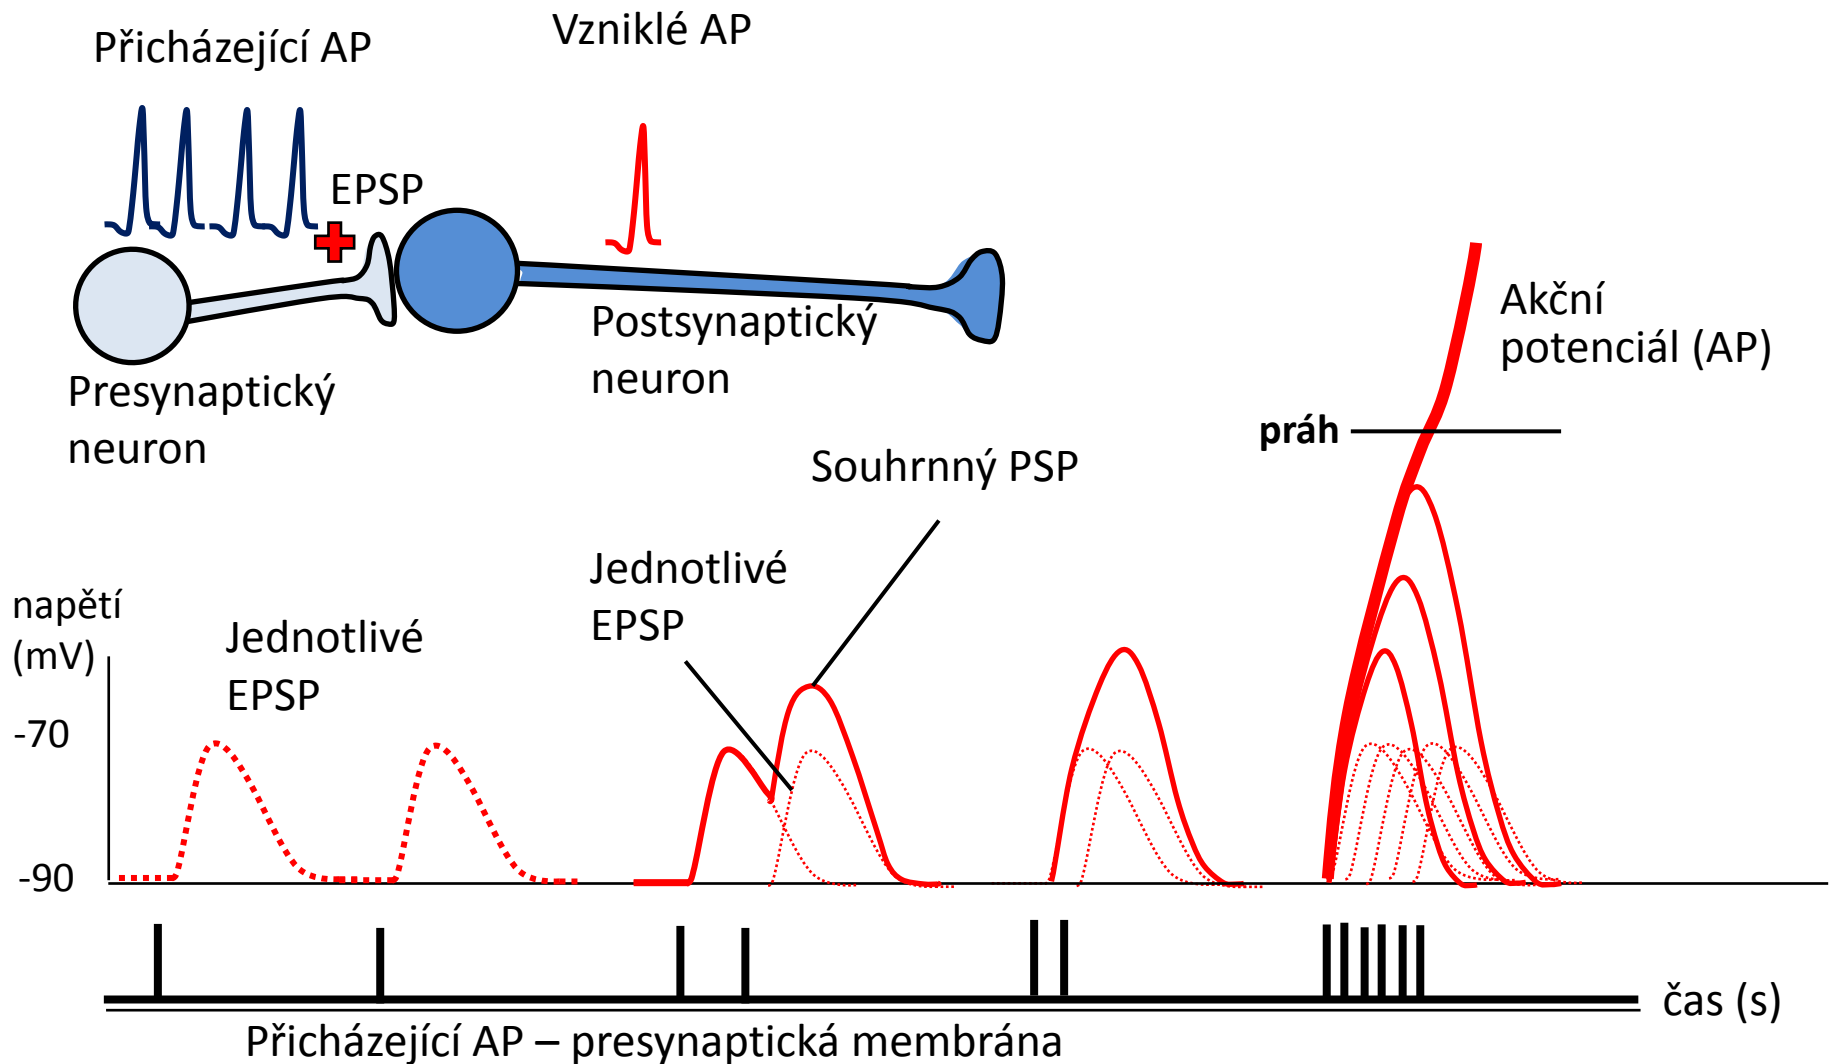 Přicházející AP
Vzniklé AP
EPSP
Postsynaptický
neuron
Presynaptický
neuron
Akční
potenciál (AP)
práh
Souhrnný PSP
Jednotlivé
EPSP
napětí
(mV)
Jednotlivé
EPSP
-70
-90
čas (s)
Přicházející AP – presynaptická membrána